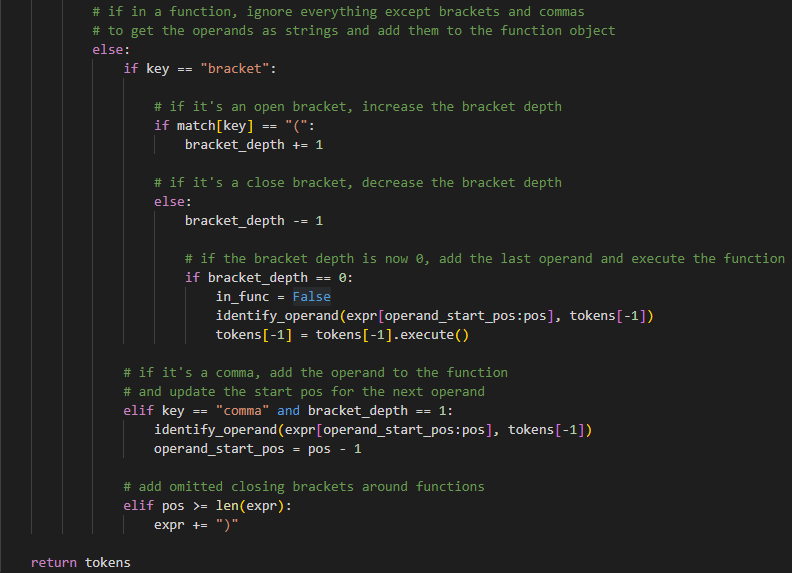 # if in a function, ignore everything except brackets and commas
# to get the operands as strings and add them to the function object
else:
if key == "bracket":
# if it's an open bracket, increase the bracket depth
if match[key] == "(":
bracket_depth += 1
# if it's a close bracket, decrease the bracket depth
else:
bracket_depth -= 1
# if the bracket depth is now 0, add the last operand and execute the function
if bracket_depth == 0:
in_func = False
identify_operand(expr[operand_start_pos:pos], tokens[-1])
tokens[-1] = tokens[-1].execute()
# if it's a comma, add the operand to the function
# and update the start pos for the next operand
elif key == "comma" and bracket_depth == 1:
identify_operand(expr[operand_start_pos:pos], tokens[-1])
operand_start_pos = pos - 1
# add omitted closing brackets around functions
elif pos >= len(expr):
expr += ")"
return tokens